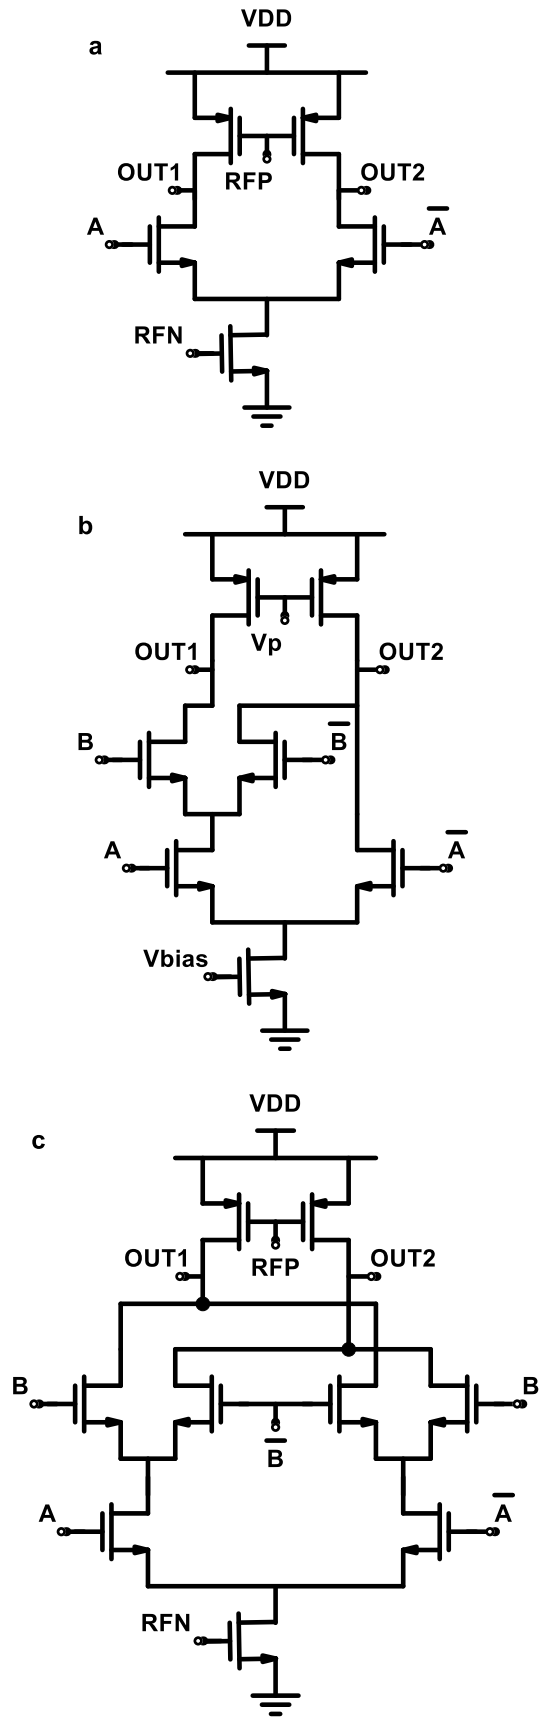 VDD
a
OUT1 RFP OUT2
A A̅
RFN
VDD
b
OUT1 Vp OUT2
B B̅
A A̅
Vbias
VDD
c
OUT1 RFP OUT2
B B̅ B
A A̅
RFN